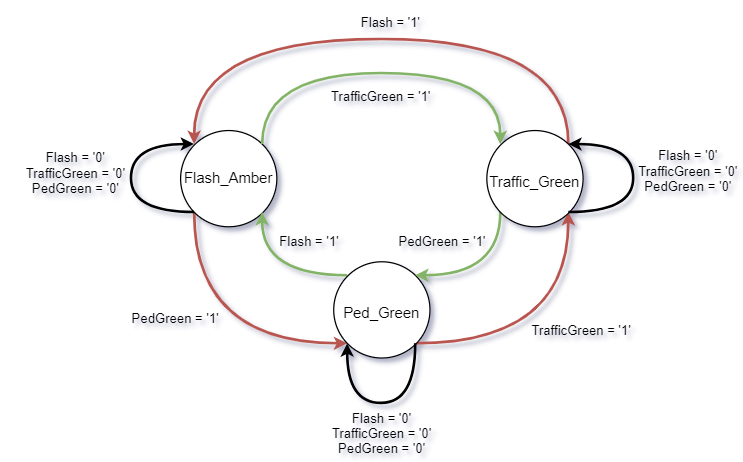 Flash = '1'
TrafficGreen = '1'
Flash = '0'
TrafficGreen = '0'
PedGreen = '0'
Flash_Amber
Traffic_Green
Flash = '0'
TrafficGreen = '0'
PedGreen = '0'
Flash = '1'
PedGreen = '1'
PedGreen = '1'
Ped_Green
TrafficGreen = '1'
Flash = '0'
TrafficGreen = '0'
PedGreen = '0'